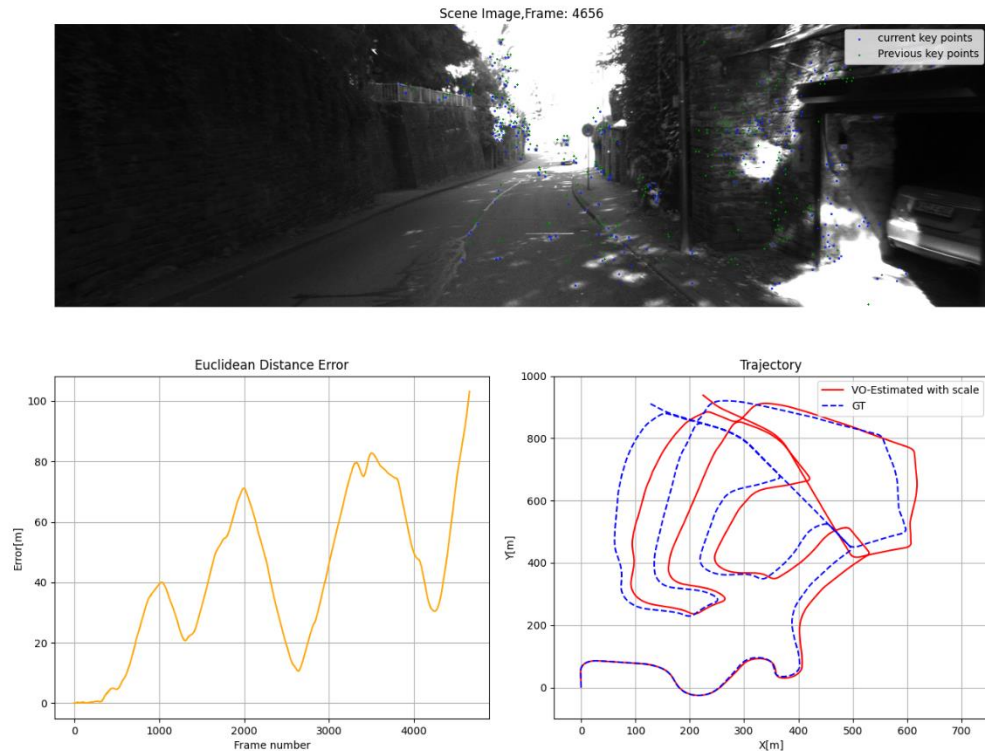 Scene Image,Frame: 4656
current key points
Previous key points
Euclidean Distance Error
100
80
60
40
20
0
Error[m]
0 1000 2000 3000 4000
Frame number
Trajectory
VO-Estimated with scale
GT
1000
800
600
400
200
0
Y[m]
0 100 200 300 400 500 600 700
X[m]